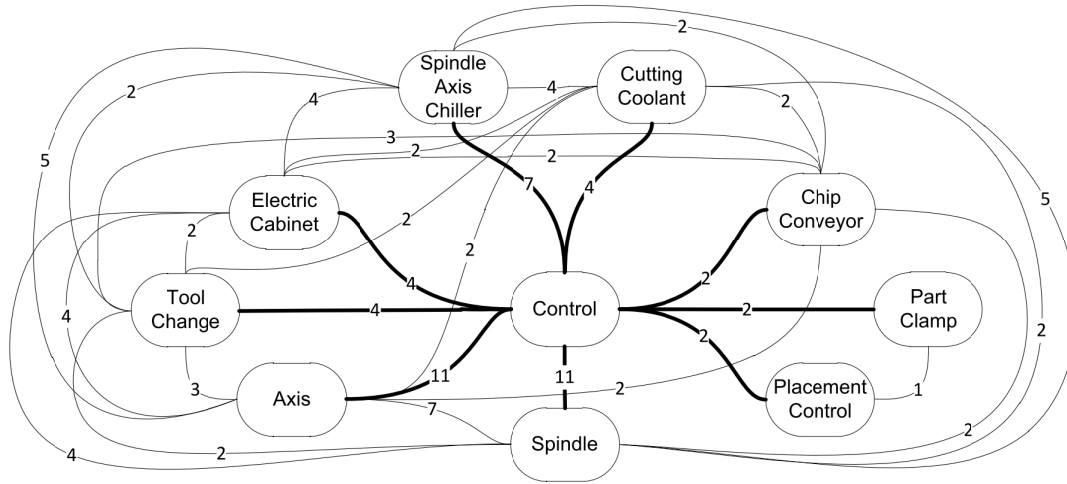 2
Spindle
Axis
Chiller
Cutting
Coolant
2
4
4
2
5
3
2
2
7
4
Electric
Cabinet
Chip
Conveyor
5
2
2
2
4
2
Tool
Change
4
Control
2
Part
Clamp
4
2
2
11
11
3
Axis
7
2
Placement
Control
1
2
4
2
Spindle